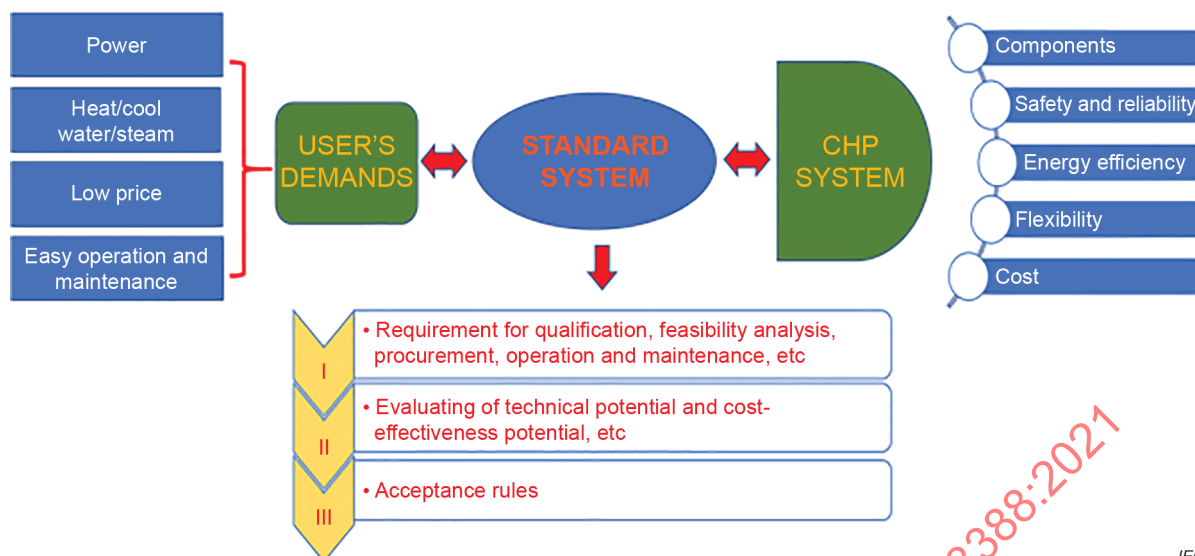 Power
Heat/cool
water/steam
Low price
Easy operation and
maintenance
USER'S
DEMANDS
STANDARD
SYSTEM
CHP
SYSTEM
Components
Safety and reliability
Energy efficiency
Flexibility
Cost
I
• Requirement for qualification, feasibility analysis,
procurement, operation and maintenance, etc
II
• Evaluating of technical potential and cost-
effectiveness potential, etc
III
• Acceptance rules
3388:2021